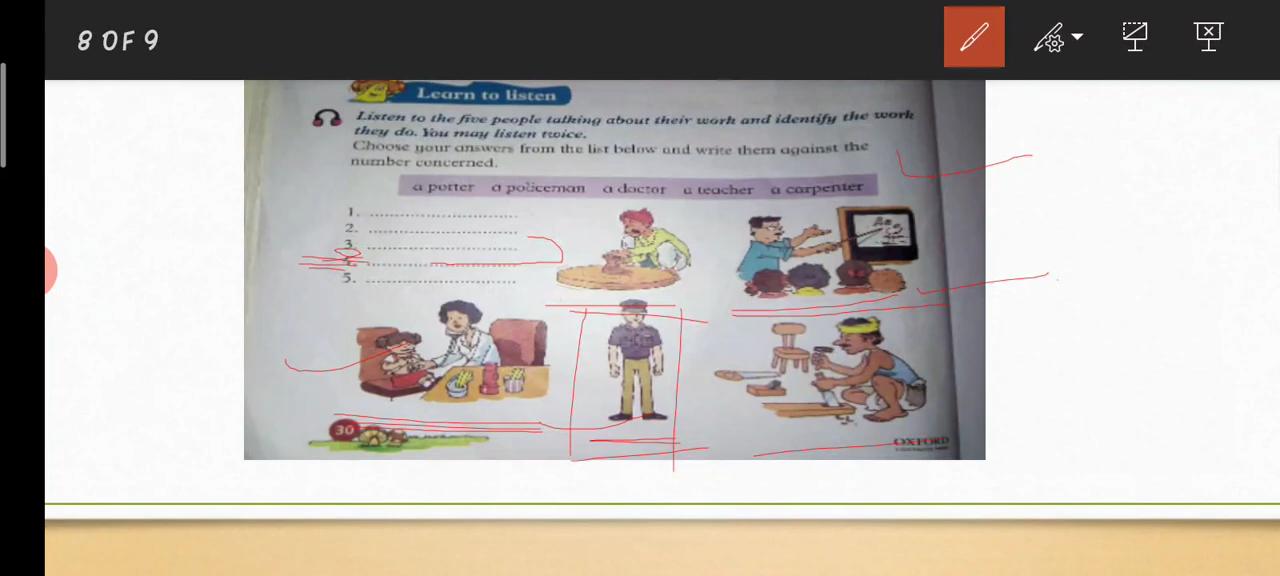 8 OF 9
Learn to listen
Listen to the five people talking about their work and identify the work
they do. You may listen twice.
Choose your answers from the list below and write them against the
number concerned.
a potter a policeman a doctor a teacher a carpenter
1. ..............................
2. ..............................
3. ..............................
4. ..............................
5. ..............................
30
OXFORD